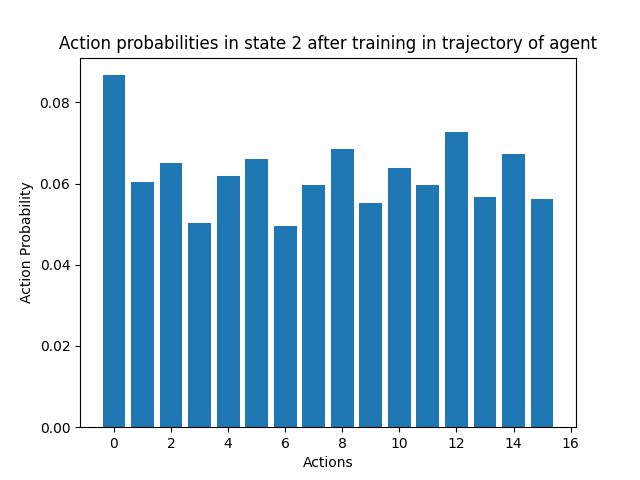 Action probabilities in state 2 after training in trajectory of agent
0.08
0.06
0.04
0.02
0.00
Action Probability
0 2 4 6 8 10 12 14 16
Actions